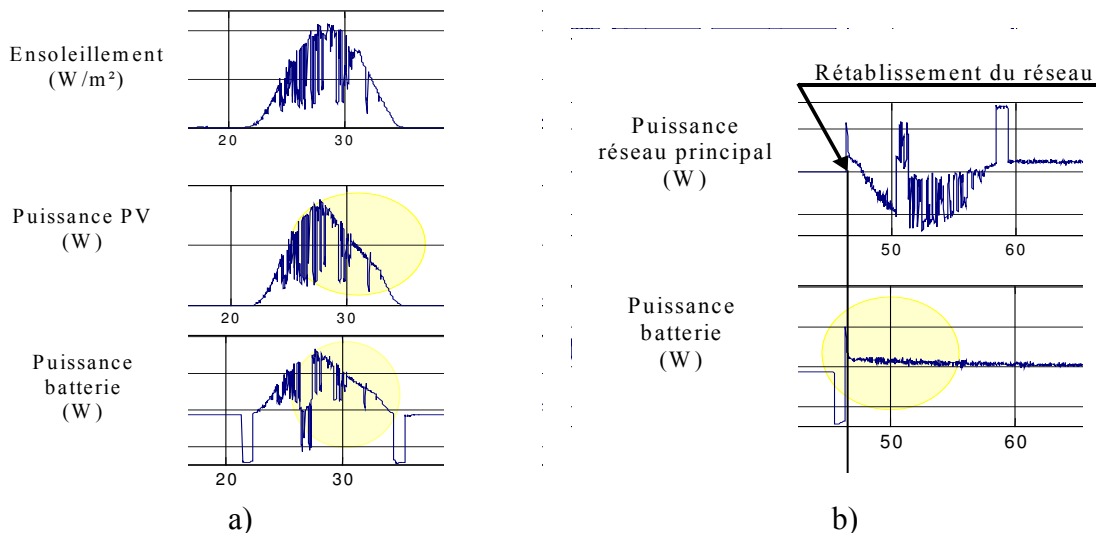 Ensoleillement
(W/m²)
20
30
Puissance PV
(W)
20
30
Puissance
batterie
(W)
20
30
a)
Rétablissement du réseau
Puissance
réseau principal
(W)
50
60
Puissance
batterie
(W)
50
60
b)